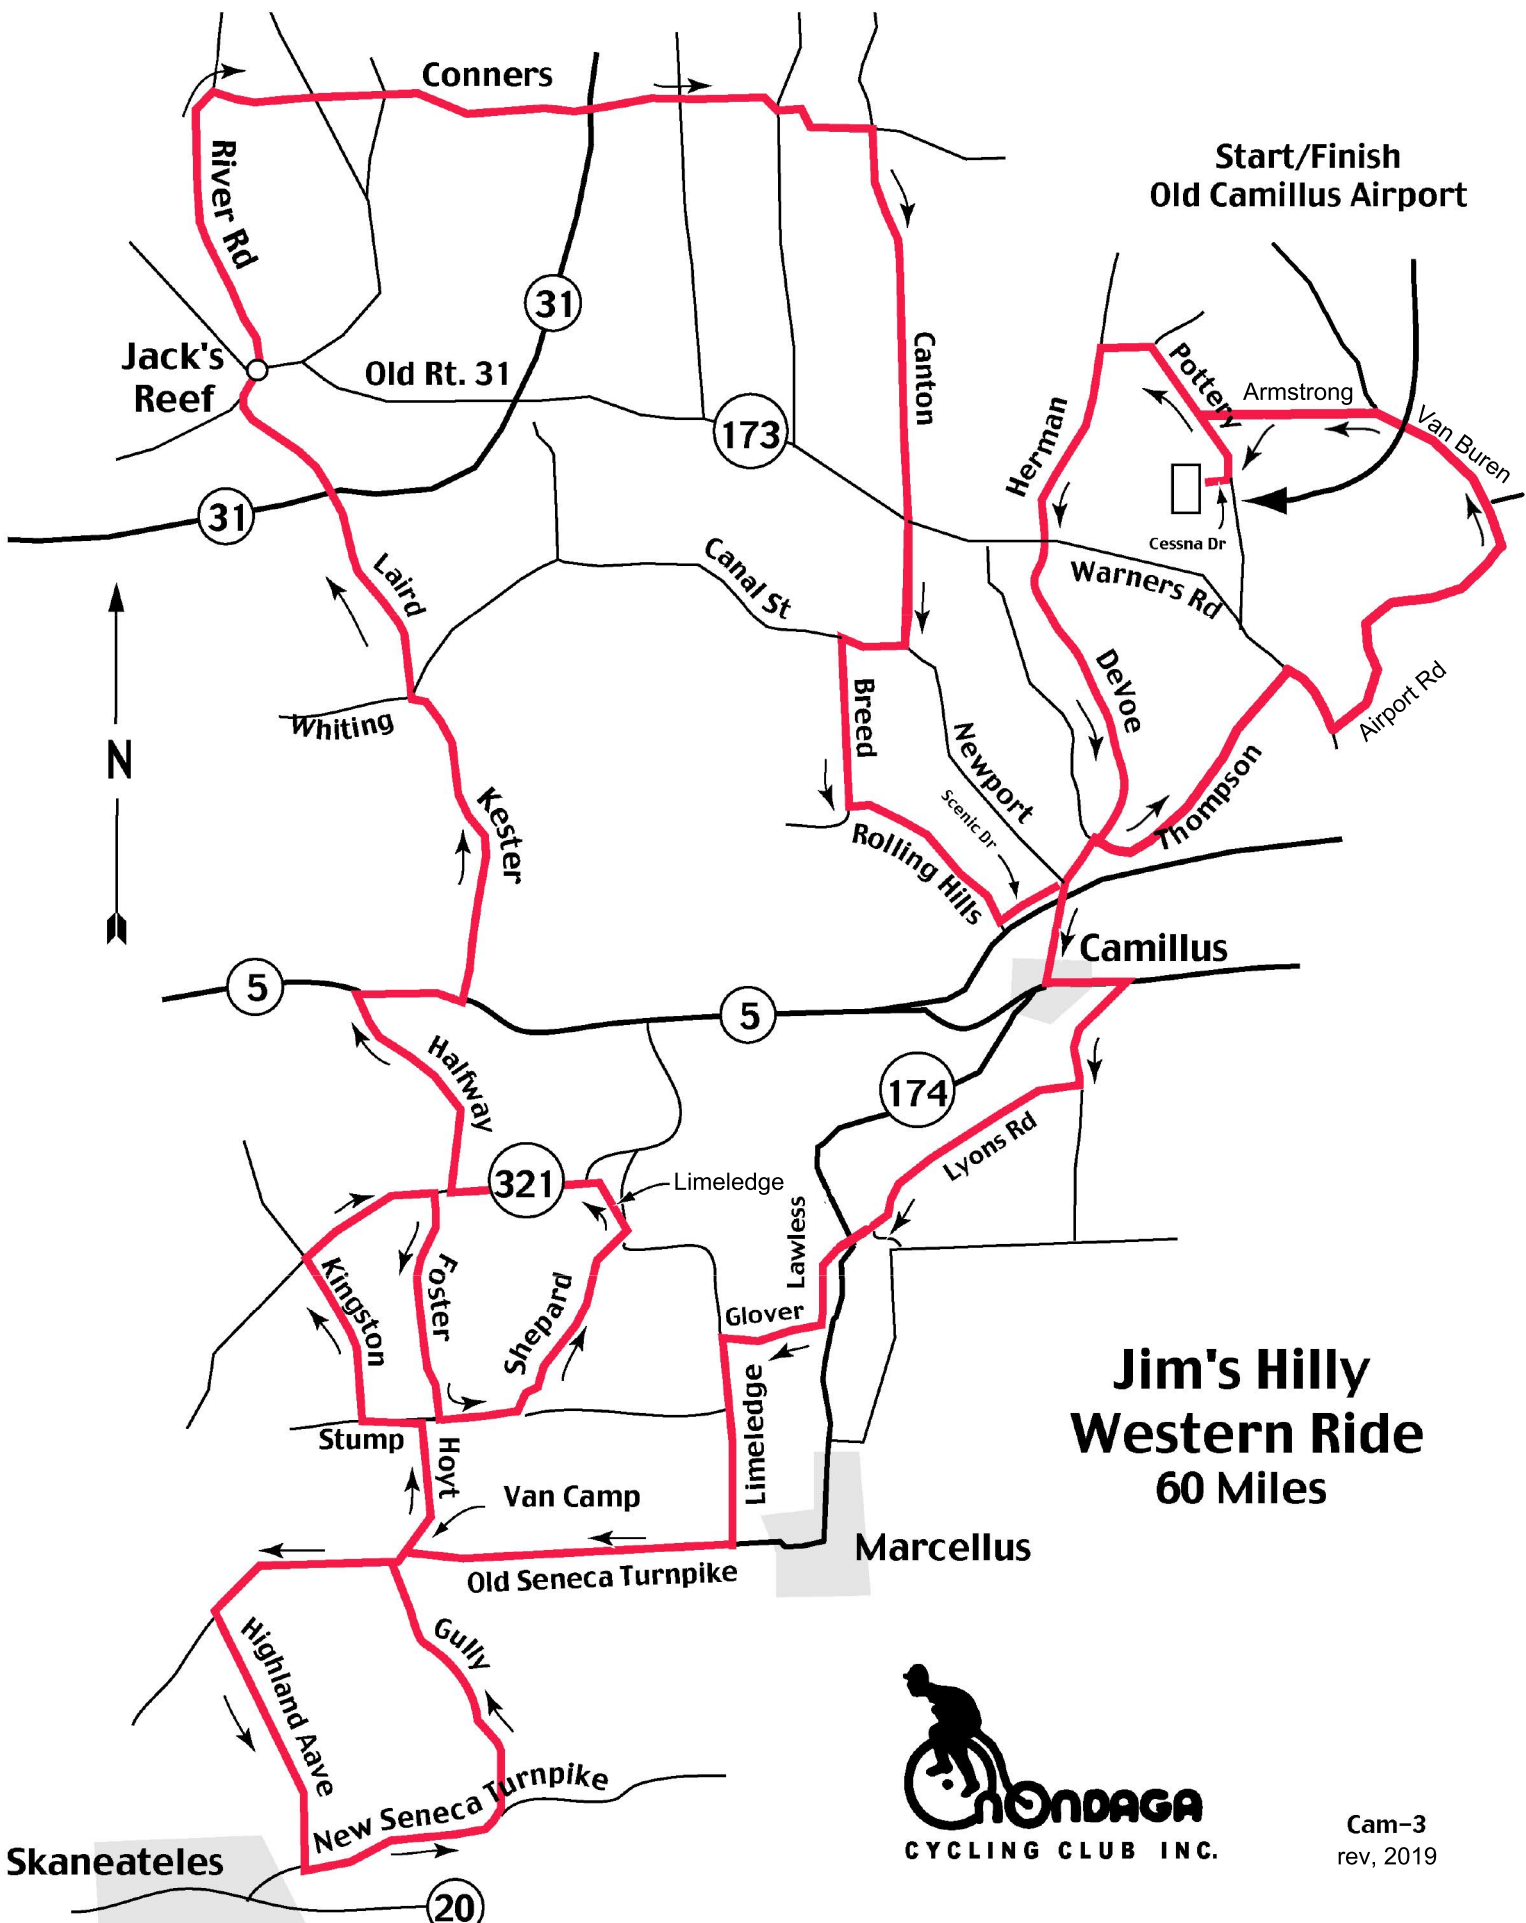 Conners
Start/Finish
Old Camillus Airport
River Rd
31
Canton
Jack's
Reef
Old Rt. 31
Pottery
Armstrong
173
Herman
Van Buren
31
Cessna Dr
Canal St
Laird
Warners Rd
DeVoe
Airport Rd
Breed
Whiting
Newport
N
Thompson
Kester
Scenic Dr
Rolling Hills
Camillus
5
5
Halfway
174
Lyons Rd
321
Limeledge
Lawless
Kingston
Foster
Shepard
Glover
Limeledge
Jim's Hilly
Western Ride
60 Miles
Stump
Hoyt
Van Camp
Marcellus
Old Seneca Turnpike
Gully
Highland Aave
New Seneca Turnpike
ONONDAGA
CYCLING CLUB INC.
Cam-3
rev, 2019
Skaneateles
20